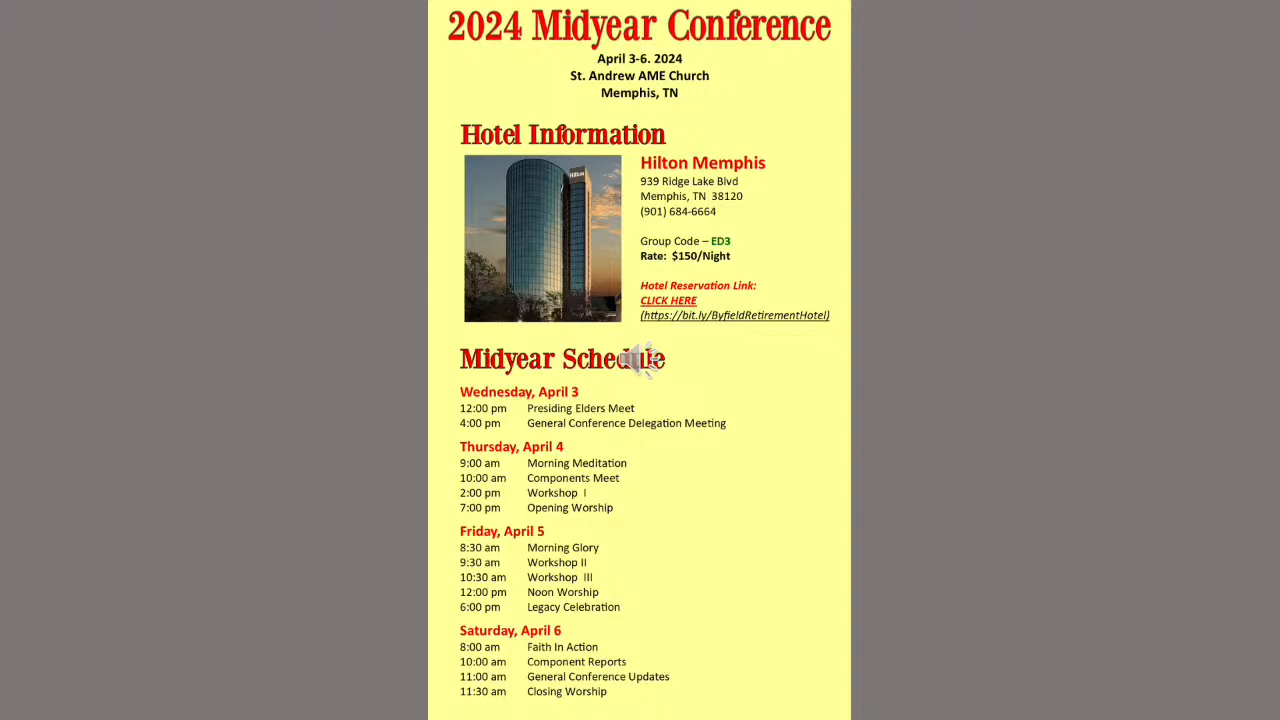 2024 Midyear Conference
April 3-6. 2024
St. Andrew AME Church
Memphis, TN
Hotel Information
Hilton
Hilton Memphis
939 Ridge Lake Blvd
Memphis, TN 38120
(901) 684-6664
Group Code – ED3
Rate: $150/Night
Hotel Reservation Link:
CLICK HERE
(https://bit.ly/ByfieldRetirementHotel)
Midyear Schedule
Wednesday, April 3
12:00 pm Presiding Elders Meet
4:00 pm General Conference Delegation Meeting
Thursday, April 4
9:00 am Morning Meditation
10:00 am Components Meet
2:00 pm Workshop I
7:00 pm Opening Worship
Friday, April 5
8:30 am Morning Glory
9:30 am Workshop II
10:30 am Workshop III
12:00 pm Noon Worship
6:00 pm Legacy Celebration
Saturday, April 6
8:00 am Faith In Action
10:00 am Component Reports
11:00 am General Conference Updates
11:30 am Closing Worship